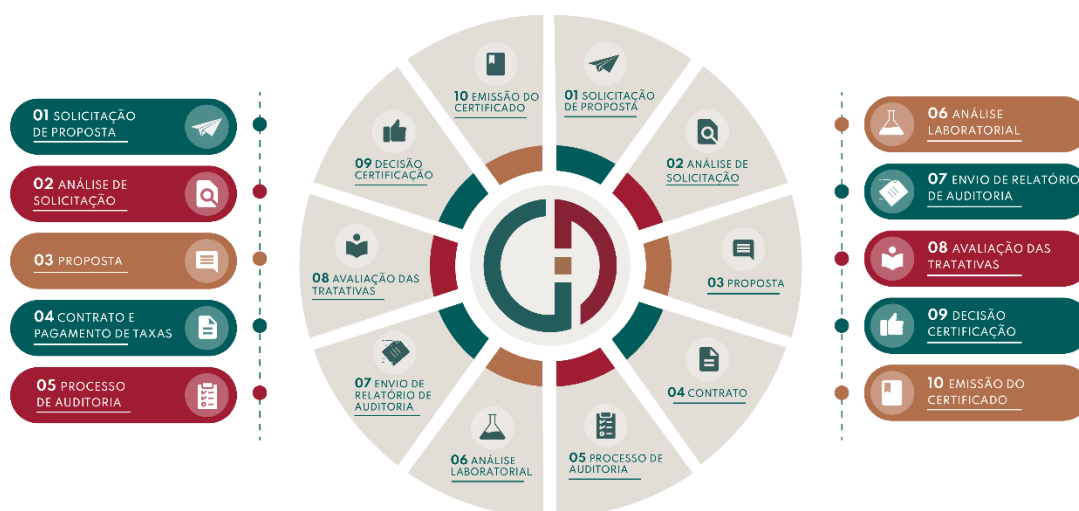 01 SOLICITAÇÃO
DE PROPOSTA
02 ANÁLISE DE
SOLICITAÇÃO
03 PROPOSTA
04 CONTRATO E
PAGAMENTO DE TAXAS
05 PROCESSO
DE AUDITORIA
01 SOLICITAÇÃO
DE PROPOSTA
02 ANÁLISE DE
SOLICITAÇÃO
03 PROPOSTA
04 CONTRATO
05 PROCESSO DE
AUDITORIA
06 ANÁLISE
LABORATORIAL
07 ENVIO DE
RELATÓRIO DE
AUDITORIA
08 AVALIAÇÃO DAS
TRATATIVAS
09 DECISÃO
CERTIFICAÇÃO
10 EMISSÃO DO
CERTIFICADO
06 ANÁLISE
LABORATORIAL
07 ENVIO DE RELATÓRIO
DE AUDITORIA
08 AVALIAÇÃO DAS
TRATATIVAS
09 DECISÃO
CERTIFICAÇÃO
10 EMISSÃO DO
CERTIFICADO